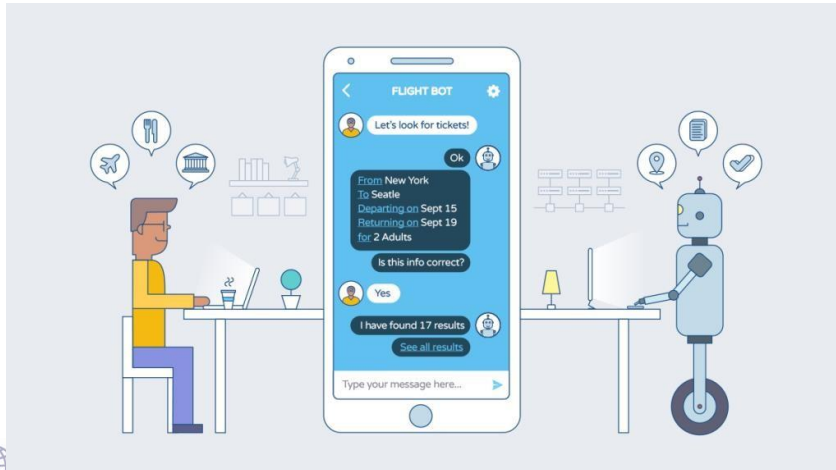 FLIGHT BOT
Let's look for tickets!
Ok
From New York
To Seatle
Departing on Sept 15
Returning on Sept 19
for 2 Adults
Is this info correct?
Yes
I have found 17 results
See all results
Type your message here...